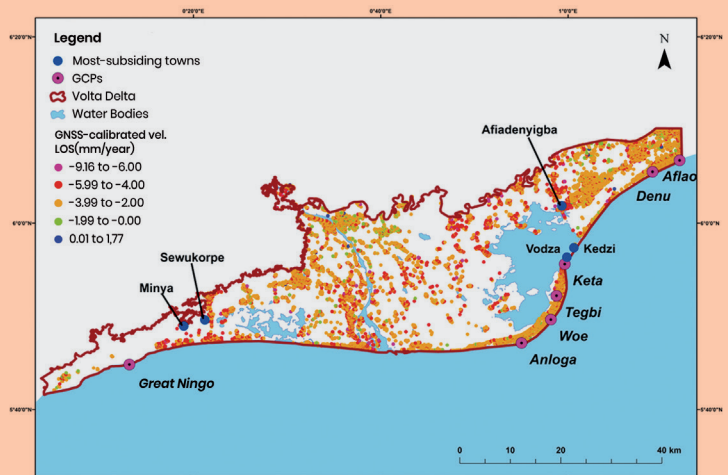 0°20'0"E
0°40'0"E
1°0'0"E
6°20'0"N
6°20'0"N
Legend
Most-subsiding towns
GCPs
Volta Delta
Water Bodies
GNSS-calibrated vel.
LOS(mm/year)
-9.16 to -6.00
-5.99 to -4.00
-3.99 to -2.00
-1.99 to -0.00
0.01 to 1,77
N
Afiadenyigba
Aflao
Denu
6°0'0"N
6°0'0"N
Vodza
Kedzi
Sewukorpe
Keta
Minya
Tegbi
Woe
Anloga
Great Ningo
5°40'0"N
5°40'0"N
0 10 20 40 km